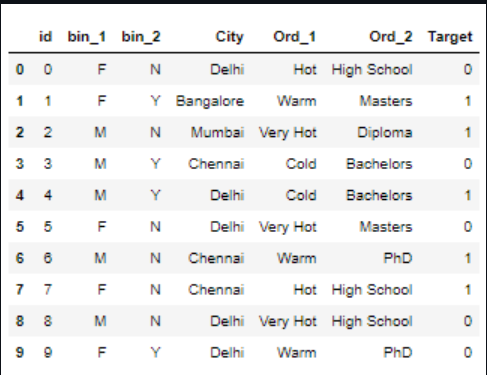 id bin_1 bin_2 City Ord_1 Ord_2 Target
0 0 F N Delhi Hot High School 0
1 1 F Y Bangalore Warm Masters 1
2 2 M N Mumbai Very Hot Diploma 1
3 3 M Y Chennai Cold Bachelors 0
4 4 M Y Delhi Cold Bachelors 1
5 5 F N Delhi Very Hot Masters 0
6 6 M N Chennai Warm PhD 1
7 7 F N Chennai Hot High School 1
8 8 M N Delhi Very Hot High School 0
9 9 F Y Delhi Warm PhD 0